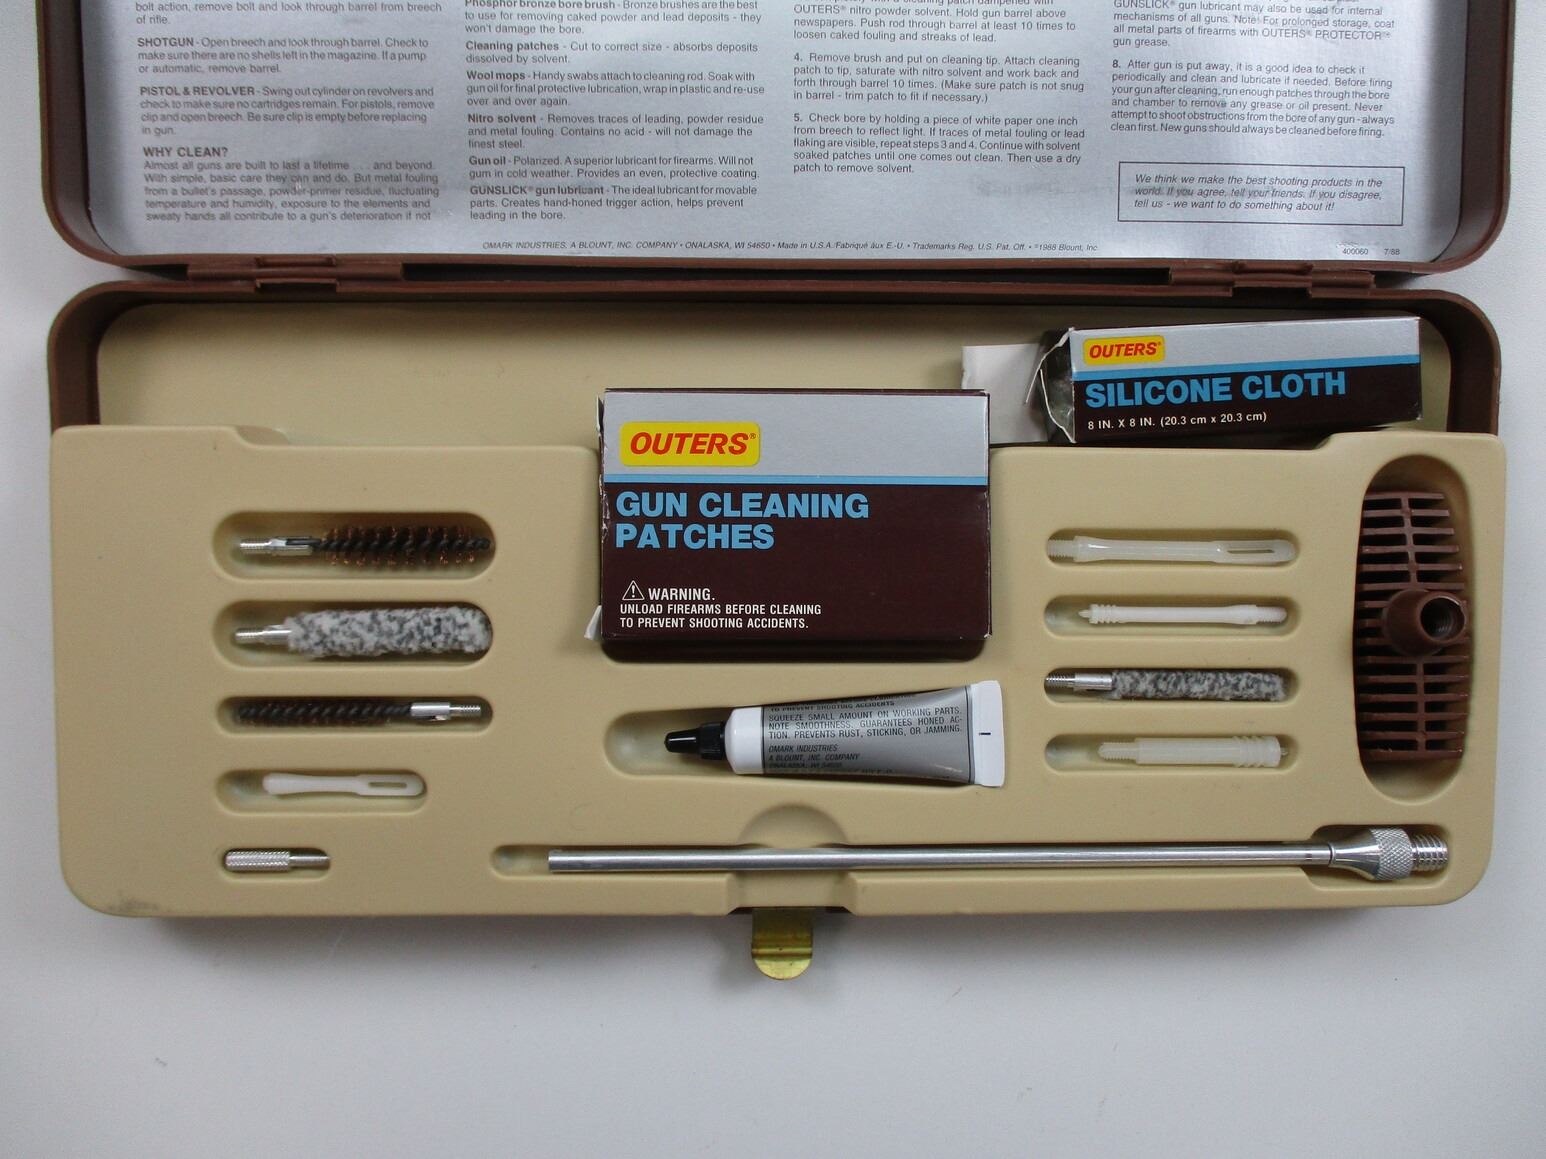 bolt action, remove bolt and look through barrel from breech
of rifle.
SHOTGUN - Open breech and look through barrel. Check to
make sure there are no shells left in the magazine. If a pump
or automatic, remove barrel.
PISTOL & REVOLVER - Swing out cylinder on revolvers and
check to make sure no cartridges remain. For pistols, remove
clip and open breech. Be sure clip is empty before replacing
in gun.
WHY CLEAN?
Almost all guns are built to last a lifetime . . . and beyond.
With simple, basic care they can and do. But metal fouling
from a bullet's passage, powder-primer residue, fluctuating
temperature and humidity, exposure to the elements and
sweaty hands all contribute to a gun's deterioration if not
Phosphor bronze bore brush - Bronze brushes are the best
to use for removing caked powder and lead deposits - they
won't damage the bore.
Cleaning patches - Cut to correct size - absorbs deposits
dissolved by solvent.
Wool mops - Handy swabs attach to cleaning rod. Soak with
gun oil for final protective lubrication, wrap in plastic and re-use
over and over again.
Nitro solvent - Removes traces of leading, powder residue
and metal fouling. Contains no acid - will not damage the
finest steel.
Gun oil - Polarized. A superior lubricant for firearms. Will not
gum in cold weather. Provides an even, protective coating.
GUNSLICK® gun lubricant - The ideal lubricant for movable
parts. Creates hand-honed trigger action, helps prevent
leading in the bore.
OUTERS® nitro powder solvent. Hold gun barrel above
newspapers. Push rod through barrel at least 10 times to
loosen caked fouling and streaks of lead.
4. Remove brush and put on cleaning tip. Attach cleaning
patch to tip, saturate with nitro solvent and work back and
forth through barrel 10 times. (Make sure patch is not snug
in barrel - trim patch to fit if necessary.)
5. Check bore by holding a piece of white paper one inch
from breech to reflect light. If traces of metal fouling or lead
flaking are visible, repeat steps 3 and 4. Continue with solvent
soaked patches until one comes out clean. Then use a dry
patch to remove solvent.
GUNSLICK® gun lubricant may also be used for internal
mechanisms of all guns. Note! For prolonged storage, coat
all metal parts of firearms with OUTERS® PROTECTOR™
gun grease.
8. After gun is put away, it is a good idea to check it
periodically and clean and lubricate if needed. Before firing
your gun after cleaning, run enough patches through the bore
and chamber to remove any grease or oil present. Never
attempt to shoot obstructions from the bore of any gun - always
clean first. New guns should always be cleaned before firing.
We think we make the best shooting products in the
world. If you agree, tell your friends. If you disagree,
tell us - we want to do something about it!
OMARK INDUSTRIES, A BLOUNT, INC. COMPANY • ONALASKA, WI 54650 • Made in U.S.A./Fabriqué aux E.-U. • Trademarks Reg. U.S. Pat. Off. • ©1988 Blount, Inc.
400060 7/88
OUTERS®
SILICONE CLOTH
8 IN. X 8 IN. (20.3 cm x 20.3 cm)
OUTERS®
GUN CLEANING
PATCHES
⚠ WARNING.
UNLOAD FIREARMS BEFORE CLEANING
TO PREVENT SHOOTING ACCIDENTS.
TO PREVENT SHOOTING ACCIDENTS
SQUEEZE SMALL AMOUNT ON WORKING PARTS.
NOTE SMOOTHNESS. GUARANTEES HONED AC-
TION. PREVENTS RUST, STICKING, OR JAMMING.
OMARK INDUSTRIES
A BLOUNT, INC. COMPANY
ONALASKA, WI 54650